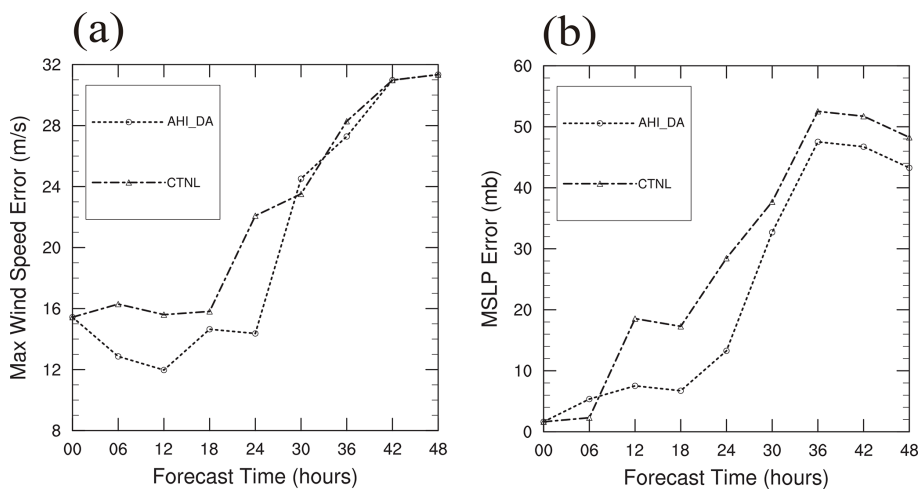 (a)
32
28
24
20
16
12
8
Max Wind Speed Error (m/s)
AHI_DA
CTNL
00 06 12 18 24 30 36 42 48
Forecast Time (hours)
(b)
60
50
40
30
20
10
0
MSLP Error (mb)
AHI_DA
CTNL
00 06 12 18 24 30 36 42 48
Forecast Time (hours)